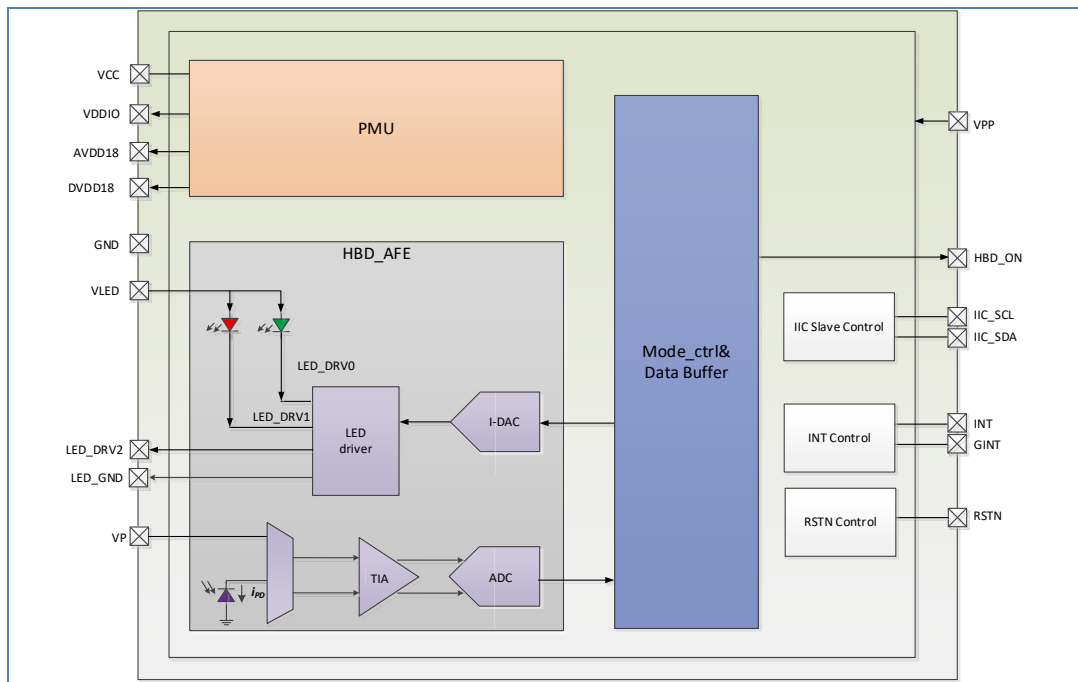 VCC
VDDIO
AVDD18
DVDD18
GND
VLED
LED_DRV2
LED_GND
VP
PMU
HBD_AFE
LED_DRV0
LED_DRV1
LED
driver
I-DAC
iPD
TIA
ADC
Mode_ctrl&
Data Buffer
IIC Slave Control
INT Control
RSTN Control
VPP
HBD_ON
IIC_SCL
IIC_SDA
INT
GINT
RSTN